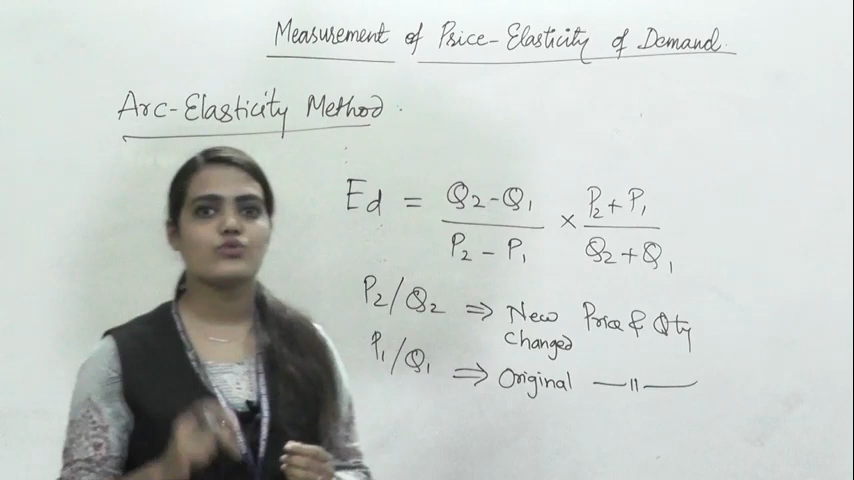 Measurement of Price-Elasticity of Demand.
Arc-Elasticity Method.
Ed = Q2-Q1 / P2-P1 × P2+P1 / Q2+Q1
P2/Q2 ⇒ New changed Price & Qty
P1/Q1 ⇒ Original —〃—